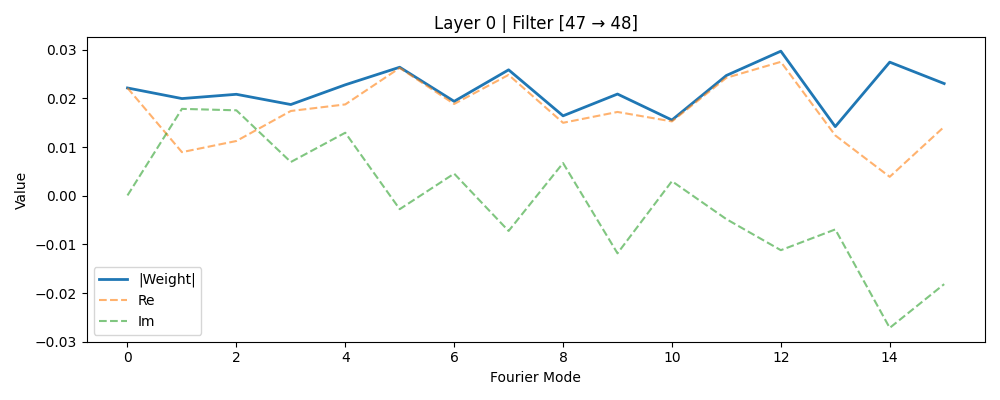 Layer 0 | Filter [47 → 48]
Value
0.03
0.02
0.01
0.00
−0.01
−0.02
−0.03
|Weight|
Re
Im
0 2 4 6 8 10 12 14
Fourier Mode